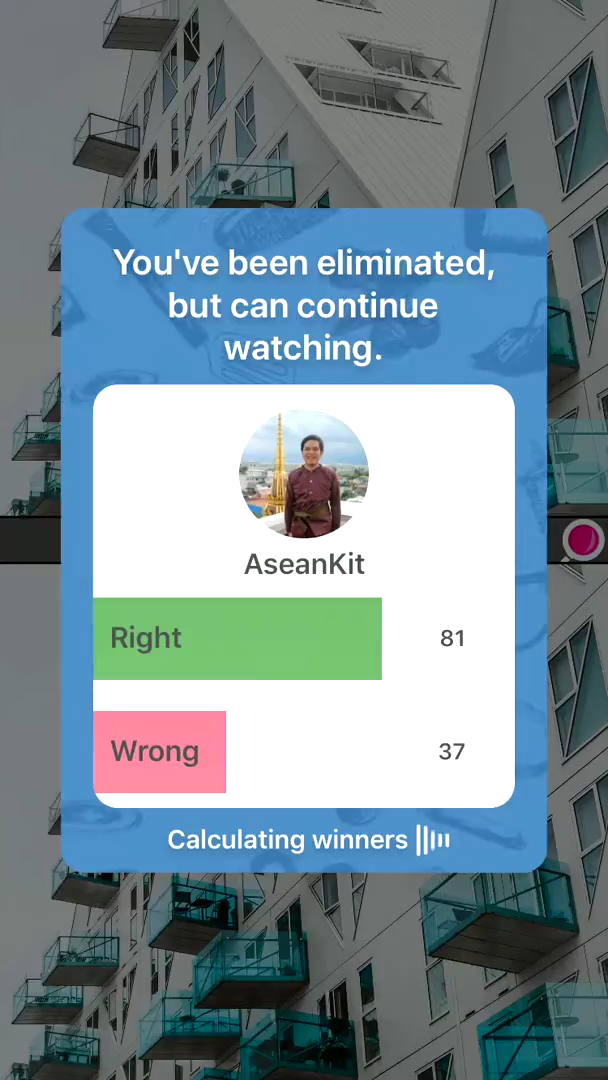 You've been eliminated,
but can continue
watching.
AseanKit
Right 81
Wrong 37
Calculating winners